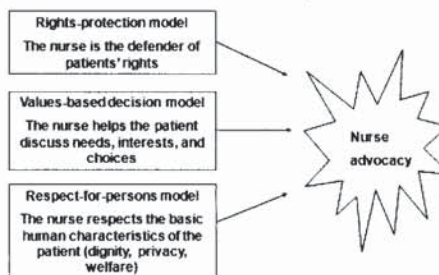 Rights-protection model
The nurse is the defender of
patients' rights
Values-based decision model
The nurse helps the patient
discuss needs, interests, and
choices
Respect-for-persons model
The nurse respects the basic
human characteristics of the
patient (dignity, privacy,
welfare)
Nurse
advocacy